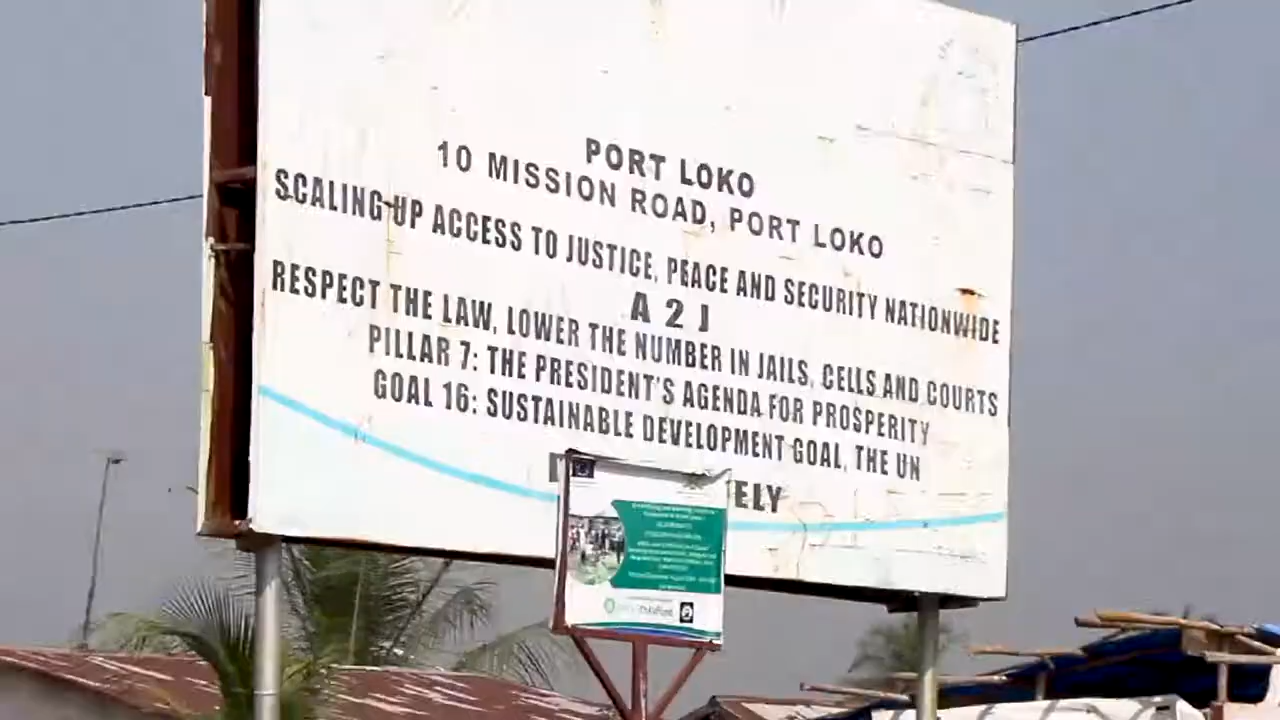 PORT LOKO
10 MISSION ROAD, PORT LOKO
SCALING UP ACCESS TO JUSTICE, PEACE AND SECURITY NATIONWIDE
A 2 J
RESPECT THE LAW, LOWER THE NUMBER IN JAILS, CELLS AND COURTS
PILLAR 7: THE PRESIDENT'S AGENDA FOR PROSPERITY
GOAL 16: SUSTAINABLE DEVELOPMENT GOAL, THE UN
ELY